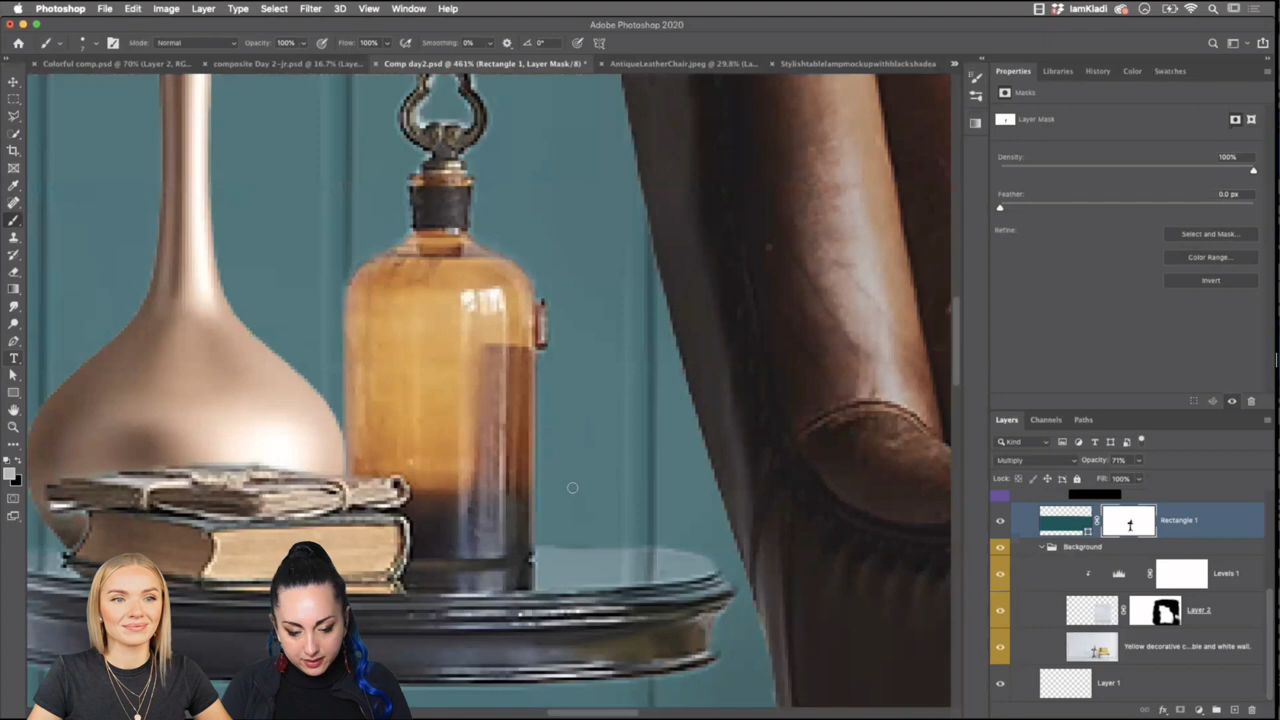 Photoshop File Edit Image Layer Type Select Filter 3D View Window Help IamKladi
Adobe Photoshop 2020
Mode: Normal Opacity: 100% Flow: 100% Smoothing: 0% 0°
Colorful comp.psd @ 70% (Layer 2, RG... composite Day 2-jr.psd @ 16.7% (Laye... Comp day2.psd @ 461% (Rectangle 1, Layer Mask/8) * AntiqueLeatherChair.jpeg @ 29.8% (La... Stylishtablelampmockupwithblackshadea
Properties Libraries History Color Swatches
Masks
Layer Mask
Density: 100%
Feather: 0.0 px
Refine: Select and Mask...
Color Range...
Invert
Layers Channels Paths
Kind
Multiply Opacity: 71%
Lock: Fill: 100%
Rectangle 1
Background
Levels 1
Layer 2
Yellow decorative c...ble and white wall.
Layer 1
fx